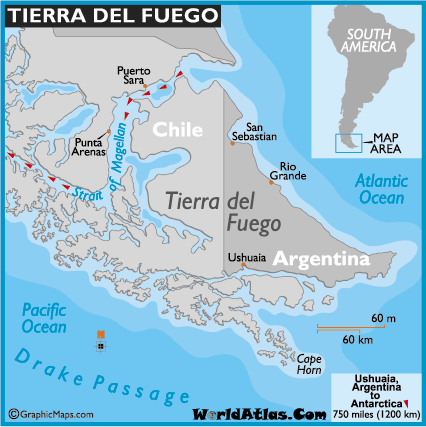 TIERRA DEL FUEGO
SOUTH
AMERICA
MAP
AREA
Puerto
Sara
Punta
Arenas
Chile
San
Sebastian
Strait of Magellan
Rio
Grande
Atlantic
Ocean
Tierra del
Fuego
Ushuaia
Argentina
Pacific
Ocean
60 m
60 km
Drake Passage
Cape
Horn
Ushuaia,
Argentina
to
Antarctica
750 miles (1200 km)
©GraphicMaps.com
WorldAtlas.Com